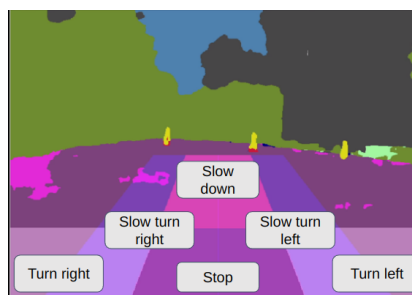 Slow
down
Slow turn
right
Slow turn
left
Turn right
Stop
Turn left